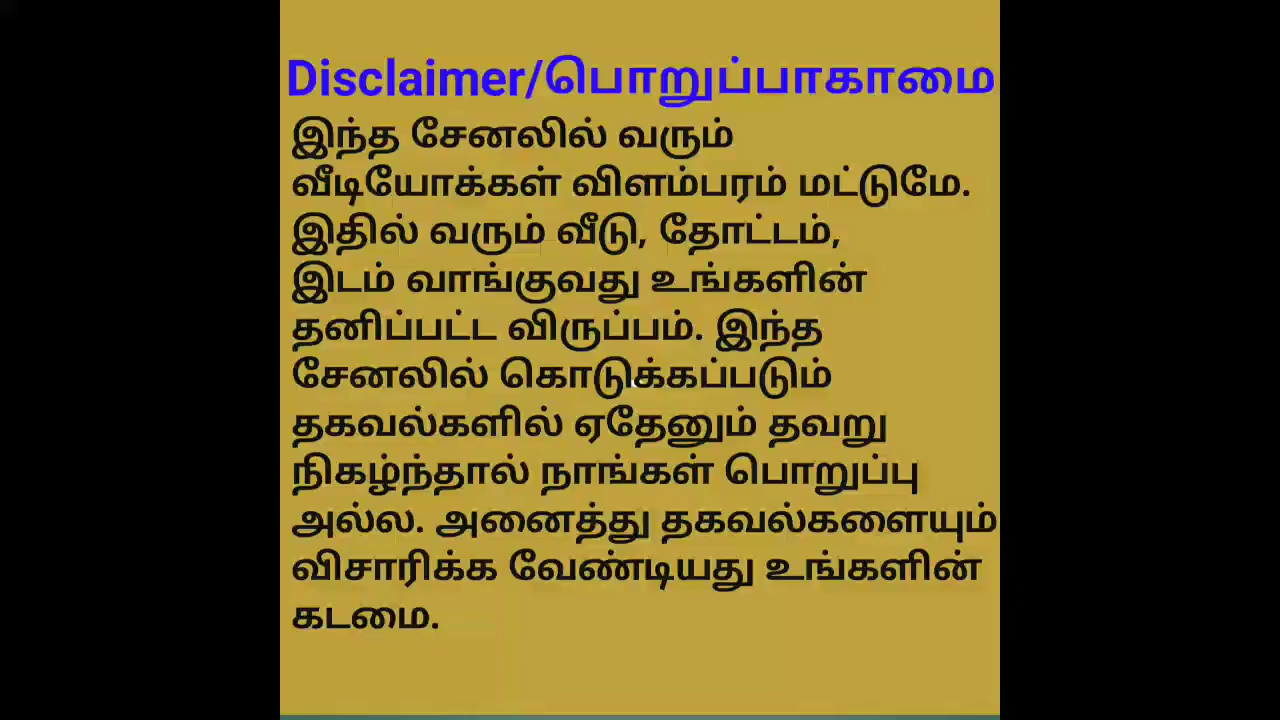 Disclaimer/பொறுப்பாகாமை
இந்த சேனலில் வரும்
வீடியோக்கள் விளம்பரம் மட்டுமே.
இதில் வரும் வீடு, தோட்டம்,
இடம் வாங்குவது உங்களின்
தனிப்பட்ட விருப்பம். இந்த
சேனலில் கொடுக்கப்படும்
தகவல்களில் ஏதேனும் தவறு
நிகழ்ந்தால் நாங்கள் பொறுப்பு
அல்ல. அனைத்து தகவல்களையும்
விசாரிக்க வேண்டியது உங்களின்
கடமை.